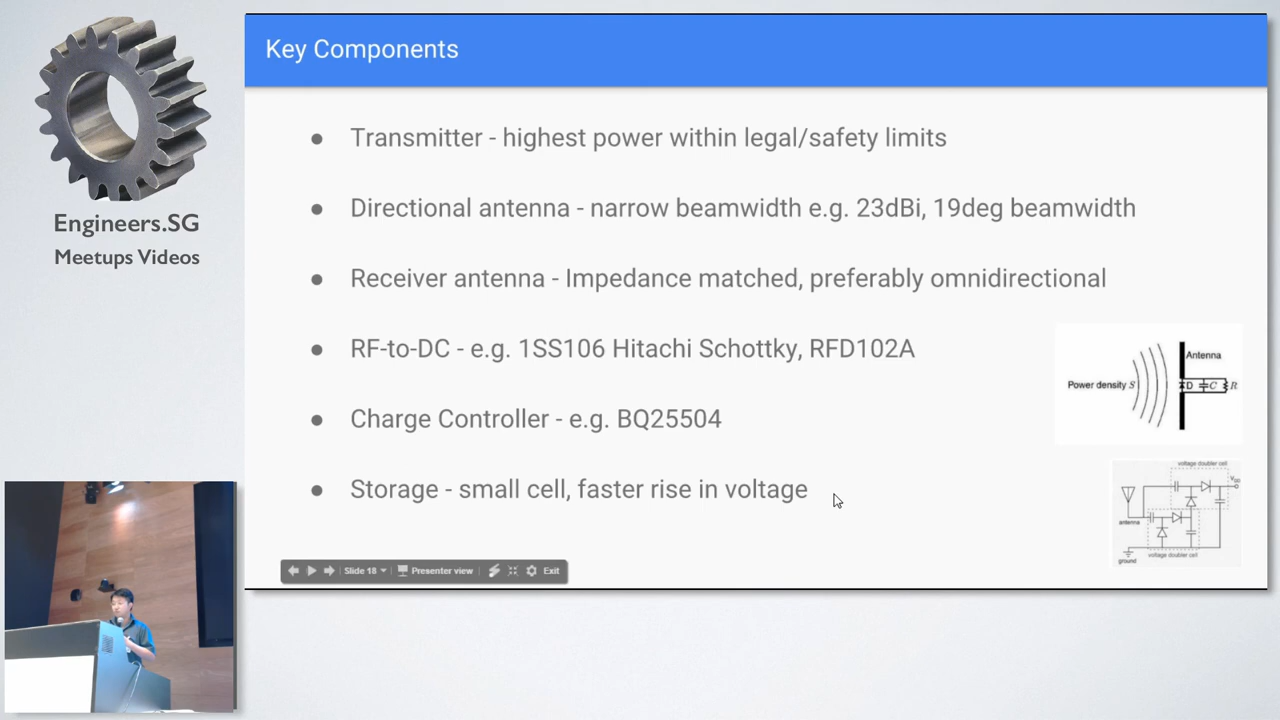 Key Components
Engineers.SG
Meetups Videos
● Transmitter - highest power within legal/safety limits
● Directional antenna - narrow beamwidth e.g. 23dBi, 19deg beamwidth
● Receiver antenna - Impedance matched, preferably omnidirectional
● RF-to-DC - e.g. 1SS106 Hitachi Schottky, RFD102A
● Charge Controller - e.g. BQ25504
● Storage - small cell, faster rise in voltage
Antenna
Power density S
D C R
voltage doubler cell
VDD
antenna
voltage doubler cell
ground
Slide 18
Presenter view
Exit